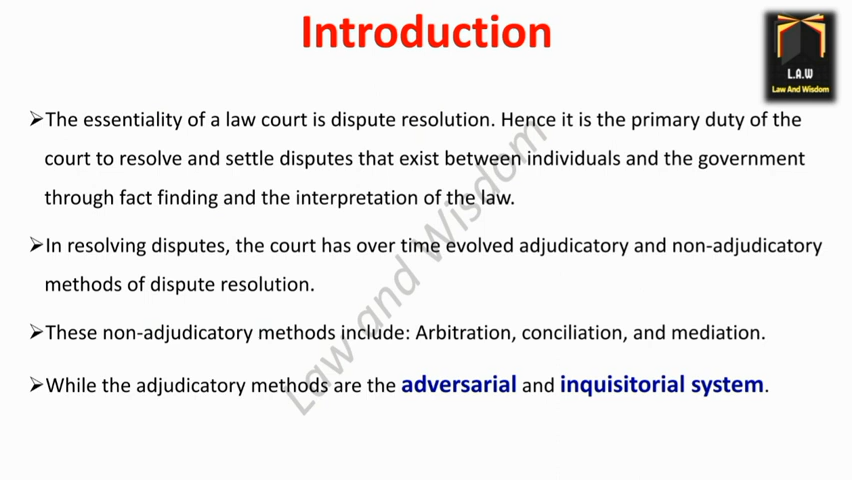 Introduction
L.A.W
Law And Wisdom
➢The essentiality of a law court is dispute resolution. Hence it is the primary duty of the
court to resolve and settle disputes that exist between individuals and the government
through fact finding and the interpretation of the law.
➢In resolving disputes, the court has over time evolved adjudicatory and non-adjudicatory
methods of dispute resolution.
➢These non-adjudicatory methods include: Arbitration, conciliation, and mediation.
➢While the adjudicatory methods are the adversarial and inquisitorial system.
Law and Wisdom